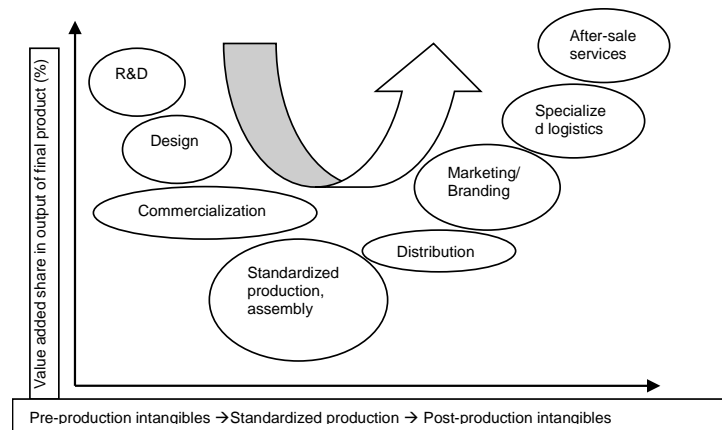 Value added share in output of final product (%)
R&D
Design
Commercialization
Standardized
production,
assembly
Distribution
Marketing/
Branding
Specialize
d logistics
After-sale
services
Pre-production intangibles →Standardized production → Post-production intangibles